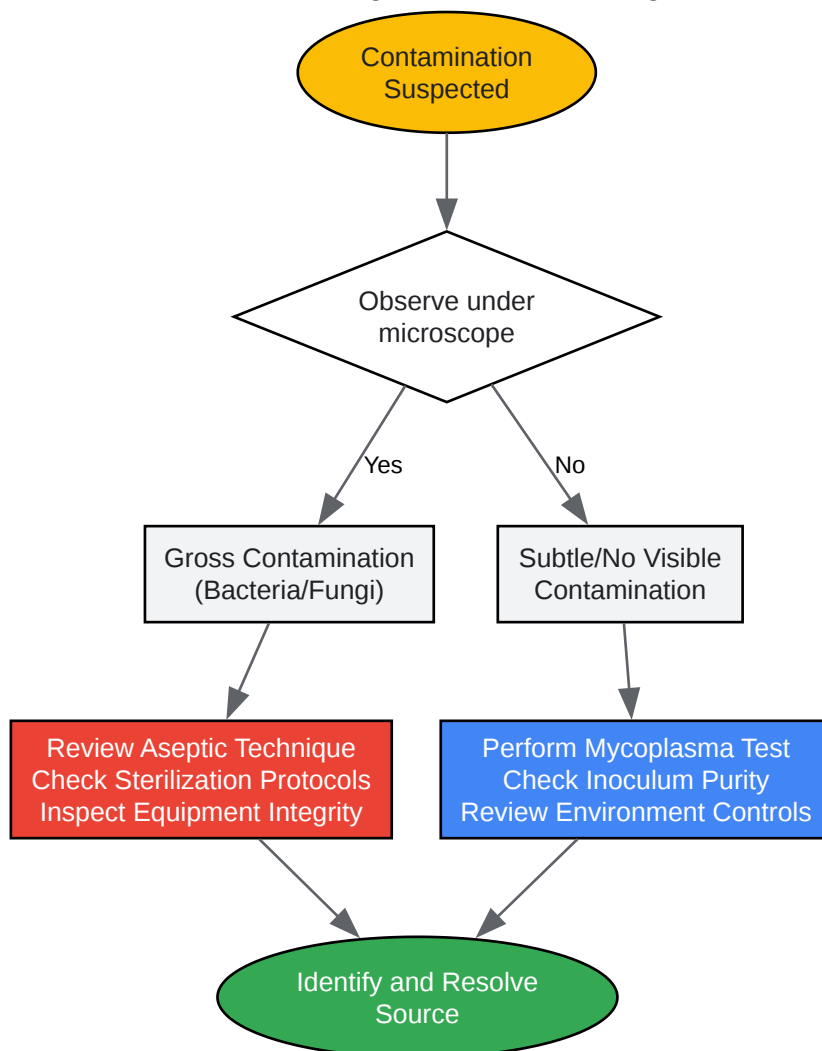 Contamination
Suspected
Observe under
microscope
Yes
No
Gross Contamination
(Bacteria/Fungi)
Subtle/No Visible
Contamination
Review Aseptic Technique
Check Sterilization Protocols
Inspect Equipment Integrity
Perform Mycoplasma Test
Check Inoculum Purity
Review Environment Controls
Identify and Resolve
Source